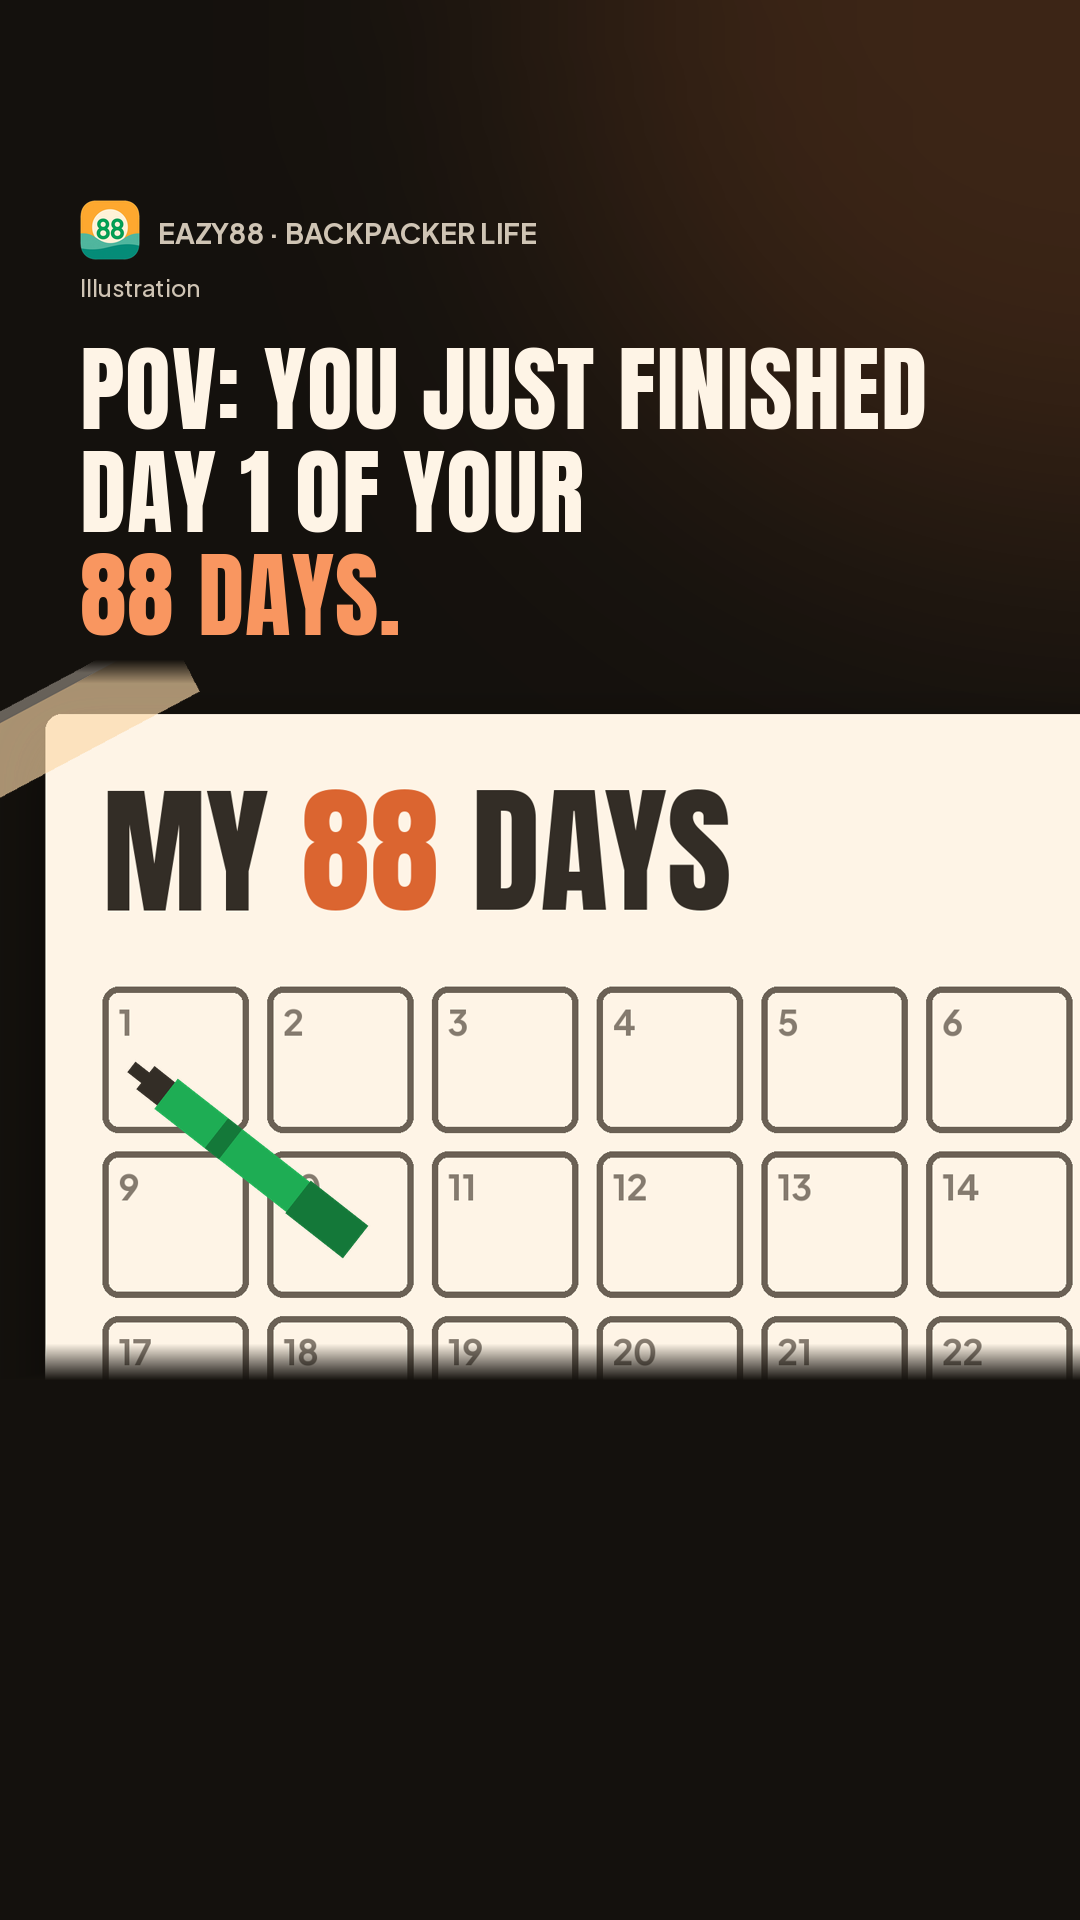 88
EAZY88 · BACKPACKER LIFE
Illustration
POV: YOU JUST FINISHED
DAY 1 OF YOUR
88 DAYS.
MY 88 DAYS
1 2 3 4 5 6
9 11 12 13 14
17 18 19 20 21 22